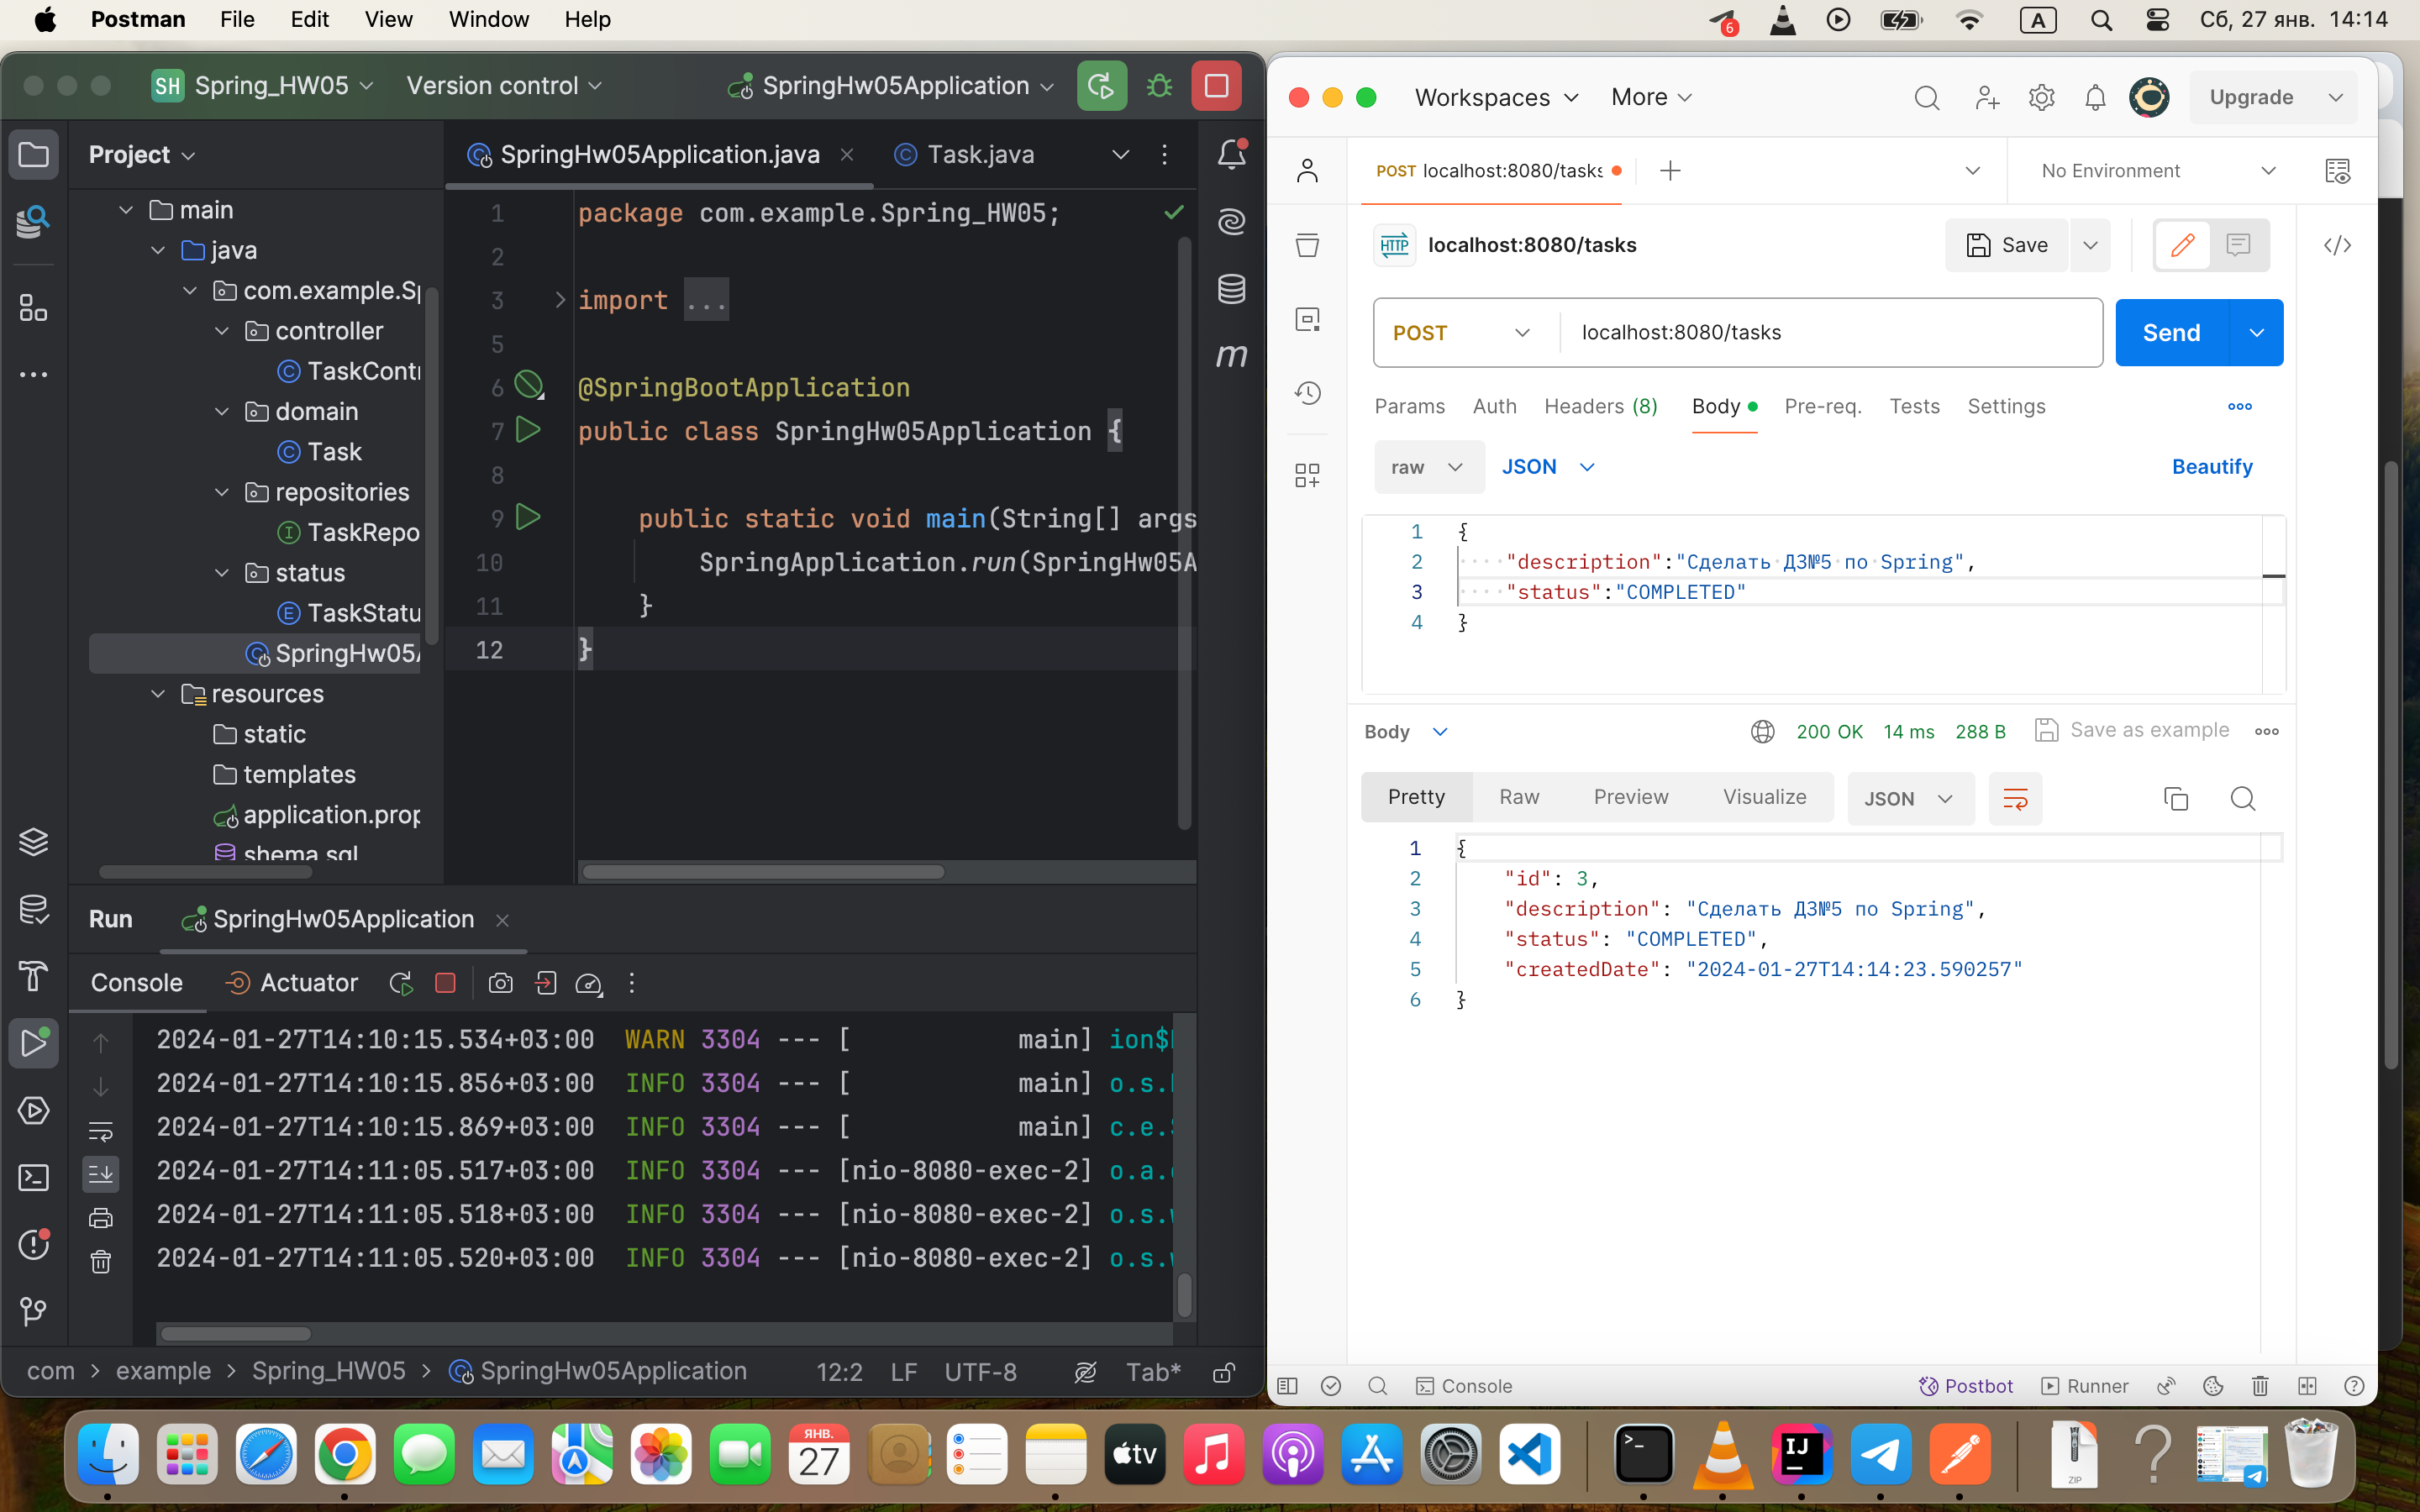 Postman File Edit View Window Help
6
A
Сб, 27 янв. 14:14
SH Spring_HW05 Version control SpringHw05Application
Project
main
java
com.example.Sp
controller
TaskContr
domain
Task
repositories
TaskRepo
status
TaskStatu
SpringHw05A
resources
static
templates
application.prop
shema.sql
SpringHw05Application.java Task.java
1 package com.example.Spring_HW05;
2
3 import ...
5
6 @SpringBootApplication
7 public class SpringHw05Application {
8
9 public static void main(String[] args
10 SpringApplication.run(SpringHw05A
11 }
12 }
m
Run SpringHw05Application
Console Actuator
2024-01-27T14:10:15.534+03:00 WARN 3304 --- [ main] ion$
2024-01-27T14:10:15.856+03:00 INFO 3304 --- [ main] o.s.
2024-01-27T14:10:15.869+03:00 INFO 3304 --- [ main] c.e.
2024-01-27T14:11:05.517+03:00 INFO 3304 --- [nio-8080-exec-2] o.a.
2024-01-27T14:11:05.518+03:00 INFO 3304 --- [nio-8080-exec-2] o.s.
2024-01-27T14:11:05.520+03:00 INFO 3304 --- [nio-8080-exec-2] o.s.
com > example > Spring_HW05 > SpringHw05Application 12:2 LF UTF-8 Tab*
Workspaces More Upgrade
POST localhost:8080/tasks No Environment
HTTP localhost:8080/tasks Save
POST localhost:8080/tasks Send
Params Auth Headers (8) Body Pre-req. Tests Settings
raw JSON Beautify
1 {
2 "description":"Сделать ДЗ№5 по Spring",
3 "status":"COMPLETED"
4 }
Body 200 OK 14 ms 288 B Save as example
Pretty Raw Preview Visualize JSON
1 {
2 "id": 3,
3 "description": "Сделать ДЗ№5 по Spring",
4 "status": "COMPLETED",
5 "createdDate": "2024-01-27T14:14:23.590257"
6 }
Console Postbot Runner
ЯНВ.
27
tv
IJ
ZIP